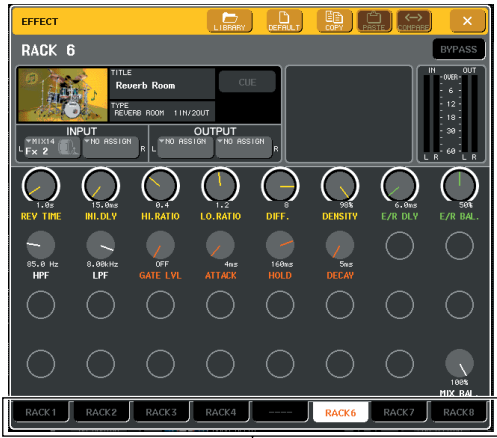 EFFECT LIBRARY DEFAULT COPY PASTE COMPARE ×
RACK 6 BYPASS
TITLE
Reverb Room
CUE
TYPE
REVERB ROOM 1IN/2OUT
IN OUT
-OVER-
- 6 -
- 12 -
- 18 -
- 30 -
- 60 -
L R L R
INPUT OUTPUT
L ▼MIX14 ▼NO ASSIGN R L ▼NO ASSIGN ▼NO ASSIGN R
Fx 2
1.0s 15.0ms 0.4 1.2 8 98% 6.0ms 50%
REV TIME INI.DLY HI.RATIO LO.RATIO DIFF. DENSITY E/R DLY E/R BAL.
85.0 Hz 8.00kHz OFF 4ms 160ms 5ms
HPF LPF GATE LVL ATTACK HOLD DECAY
100%
MIX BAL.
RACK1 RACK2 RACK3 RACK4 ---- RACK6 RACK7 RACK8